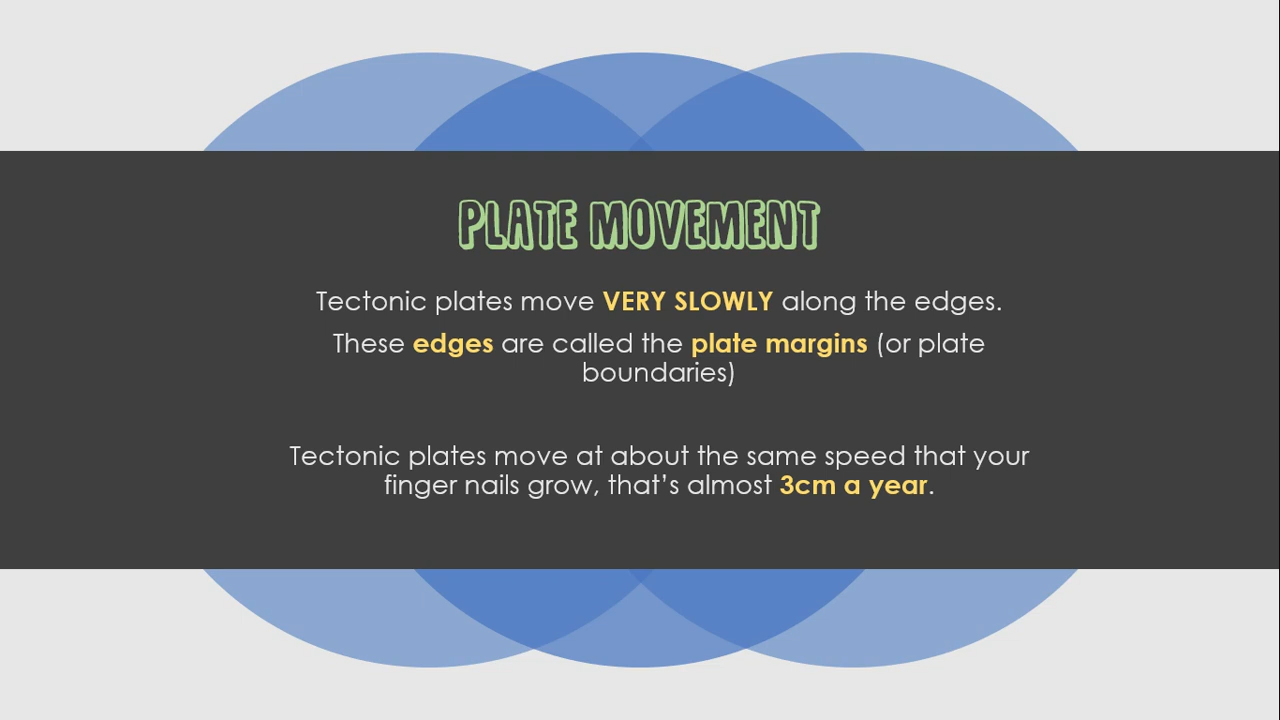 PLATE MOVEMENT
Tectonic plates move VERY SLOWLY along the edges.
These edges are called the plate margins (or plate
boundaries)
Tectonic plates move at about the same speed that your
finger nails grow, that’s almost 3cm a year.